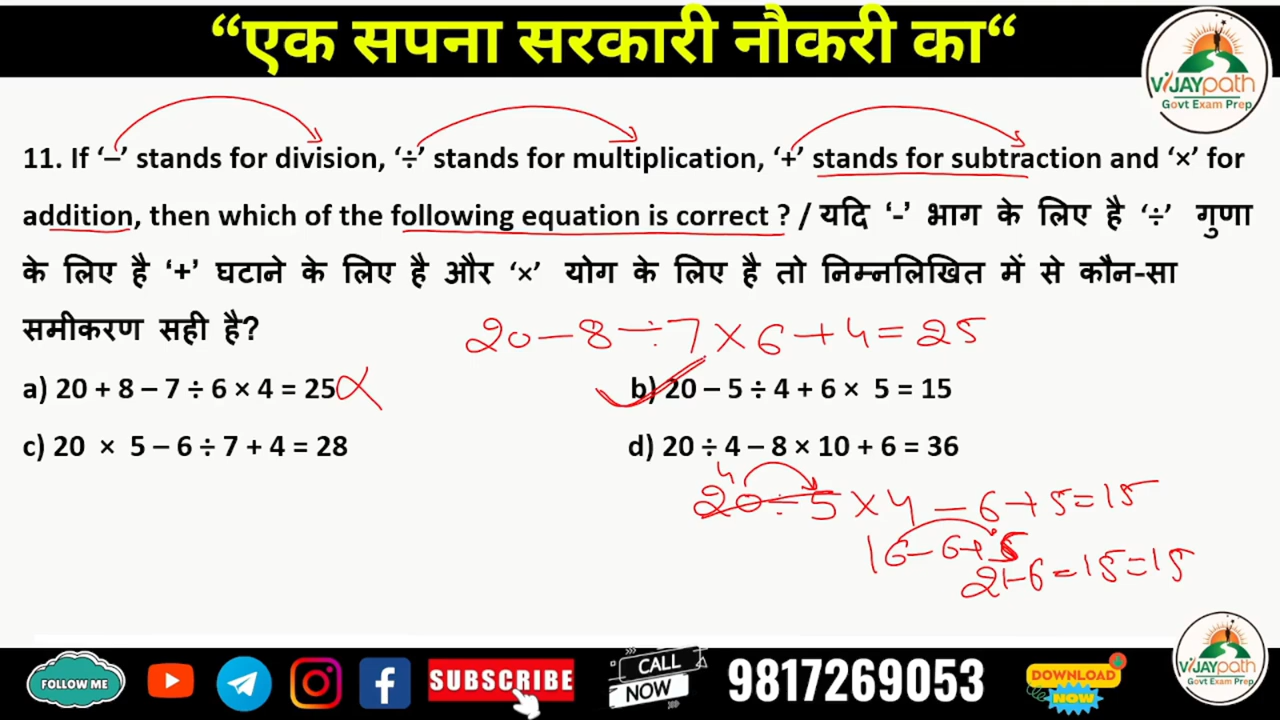 “एक सपना सरकारी नौकरी का“
VIJAYpath
Govt Exam Prep
11. If ‘–’ stands for division, ‘÷’ stands for multiplication, ‘+’ stands for subtraction and ‘×’ for
addition, then which of the following equation is correct ? / यदि ‘-’ भाग के लिए है ‘÷’ गुणा
के लिए है ‘+’ घटाने के लिए है और ‘×’ योग के लिए है तो निम्नलिखित में से कौन-सा
समीकरण सही है?
20 – 8 ÷ 7 × 6 + 4 = 25
a) 20 + 8 – 7 ÷ 6 × 4 = 25
b) 20 – 5 ÷ 4 + 6 × 5 = 15
c) 20 × 5 – 6 ÷ 7 + 4 = 28
d) 20 ÷ 4 – 8 × 10 + 6 = 36
4
20 ÷ 5 × 4 – 6 + 5 = 15
16 – 6 + 5
21 – 6 = 15 = 15
FOLLOW ME
SUBSCRIBE
CALL
NOW
9817269053
DOWNLOAD
NOW
VIJAYpath
Govt Exam Prep